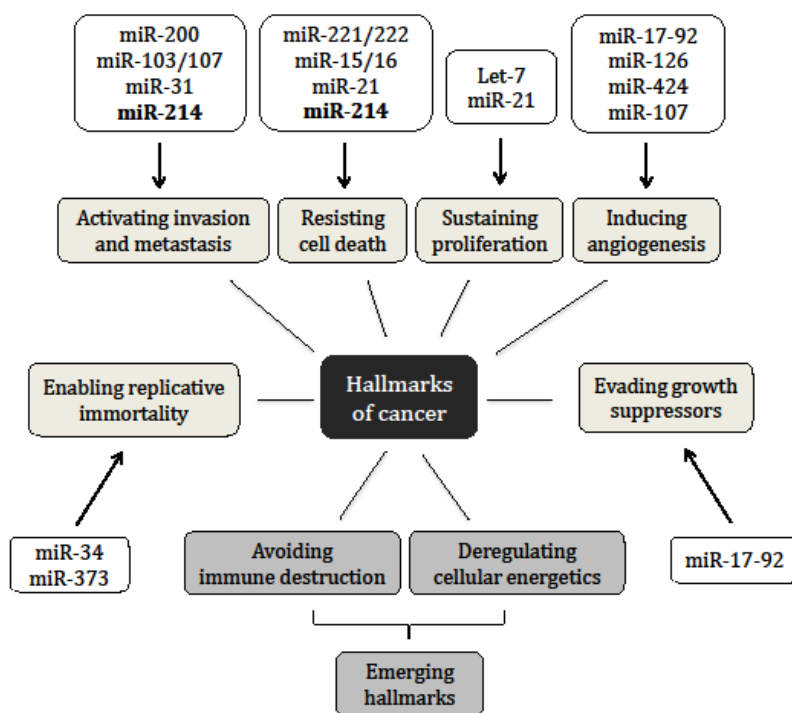 miR-200
miR-103/107
miR-31
miR-214
miR-221/222
miR-15/16
miR-21
miR-214
Let-7
miR-21
miR-17-92
miR-126
miR-424
miR-107
Activating invasion
and metastasis
Resisting
cell death
Sustaining
proliferation
Inducing
angiogenesis
Enabling replicative
immortality
Hallmarks
of cancer
Evading growth
suppressors
miR-34
miR-373
Avoiding
immune destruction
Deregulating
cellular energetics
miR-17-92
Emerging
hallmarks